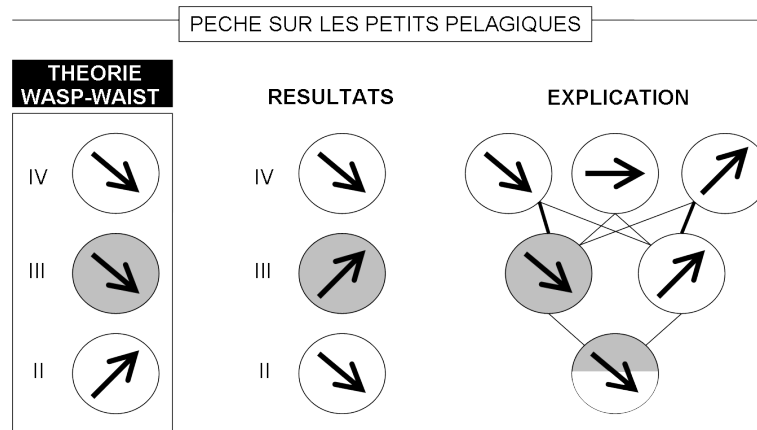 PECHE SUR LES PETITS PELAGIQUES
THEORIE
WASP-WAIST
RESULTATS
EXPLICATION
IV
IV
III
III
II
II